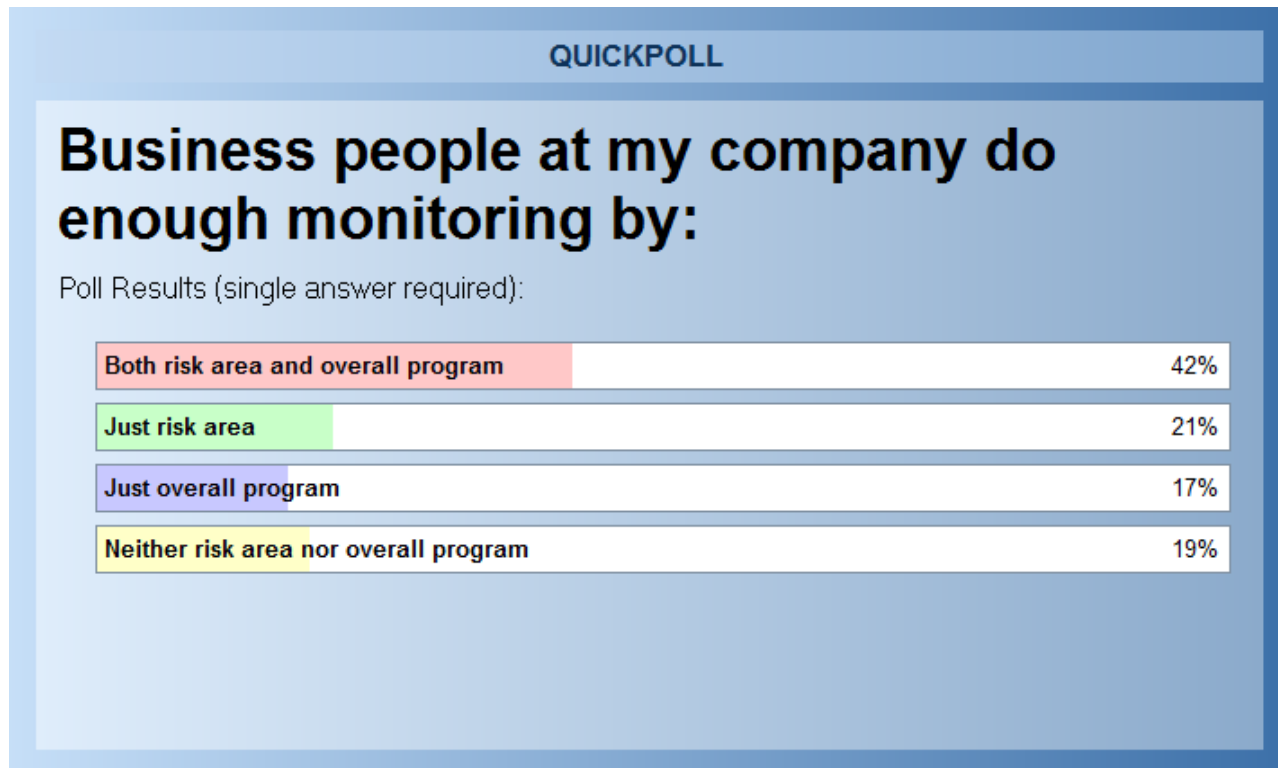 QUICKPOLL
Business people at my company do
enough monitoring by:
Poll Results (single answer required):
Both risk area and overall program 42%
Just risk area 21%
Just overall program 17%
Neither risk area nor overall program 19%